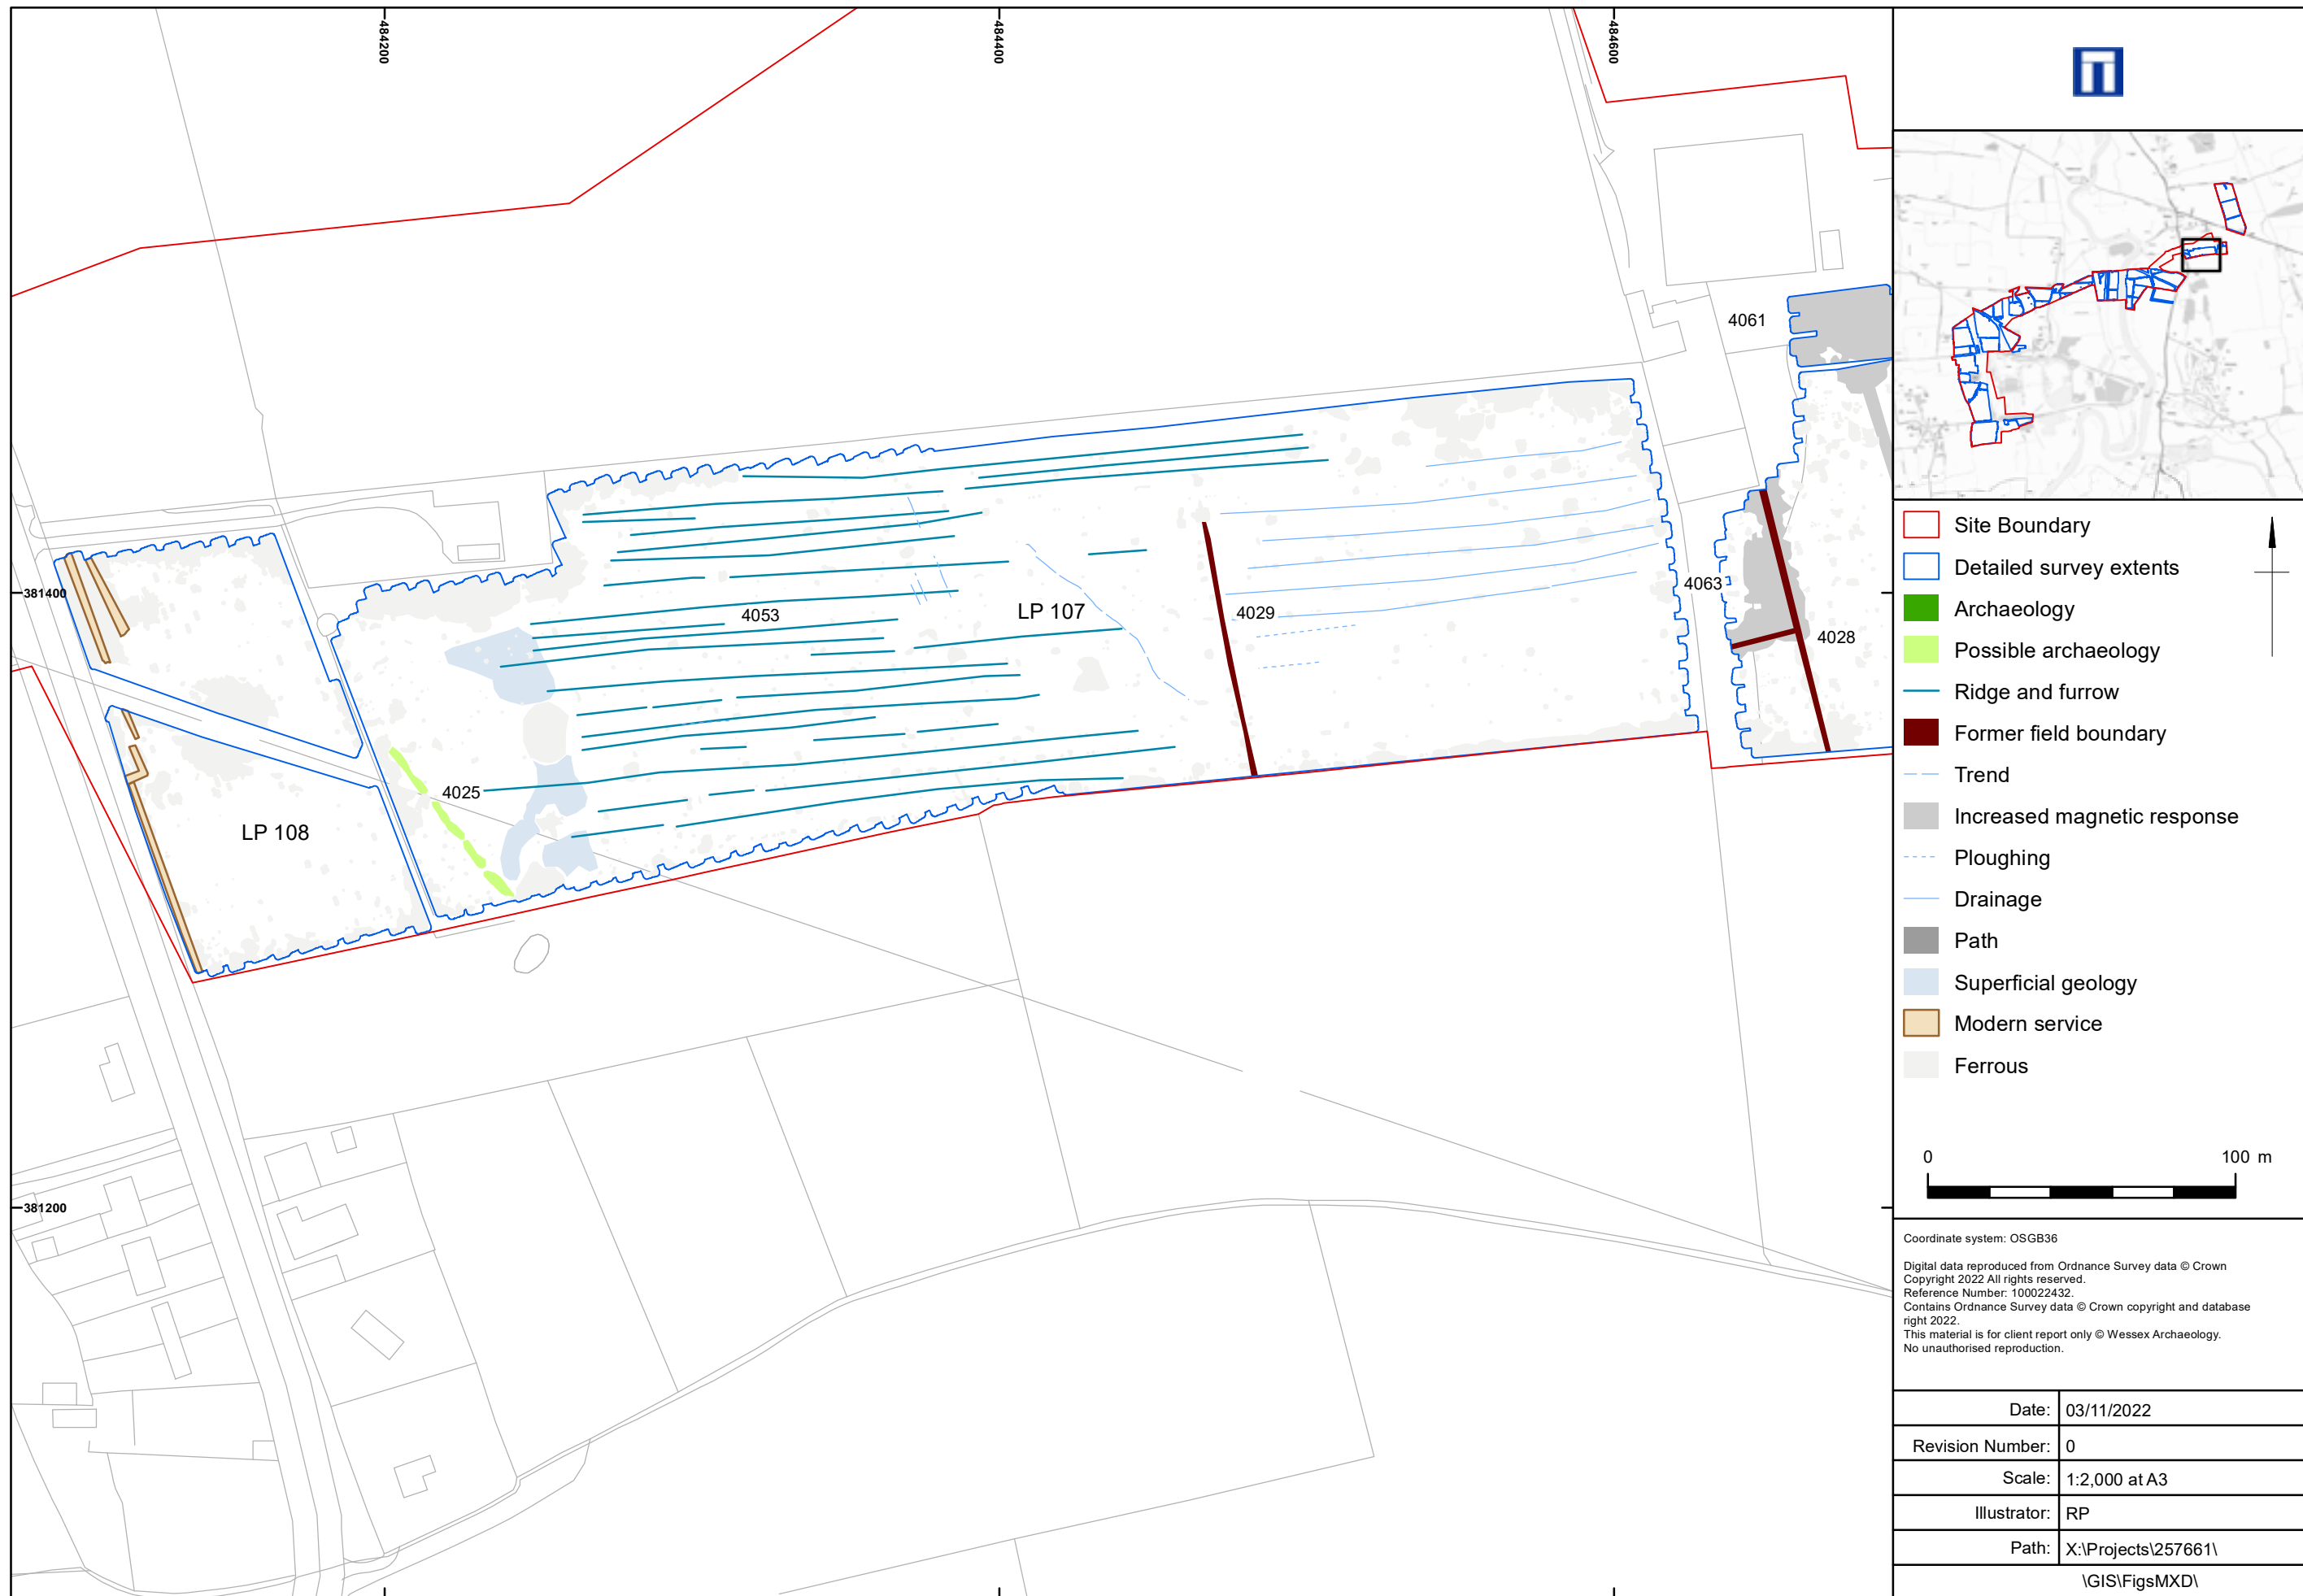 484200
484400
484600
4061
381400
4053
LP 107
4029
4063
4028
4025
LP 108
381200
Site Boundary
Detailed survey extents
Archaeology
Possible archaeology
Ridge and furrow
Former field boundary
Trend
Increased magnetic response
Ploughing
Drainage
Path
Superficial geology
Modern service
Ferrous
0 100 m
Coordinate system: OSGB36
Digital data reproduced from Ordnance Survey data © Crown
Copyright 2022 All rights reserved.
Reference Number: 100022432.
Contains Ordnance Survey data © Crown copyright and database
right 2022.
This material is for client report only © Wessex Archaeology.
No unauthorised reproduction.
Date: 03/11/2022
Revision Number: 0
Scale: 1:2,000 at A3
Illustrator: RP
Path: X:\Projects\257661\
\GIS\FigsMXD\